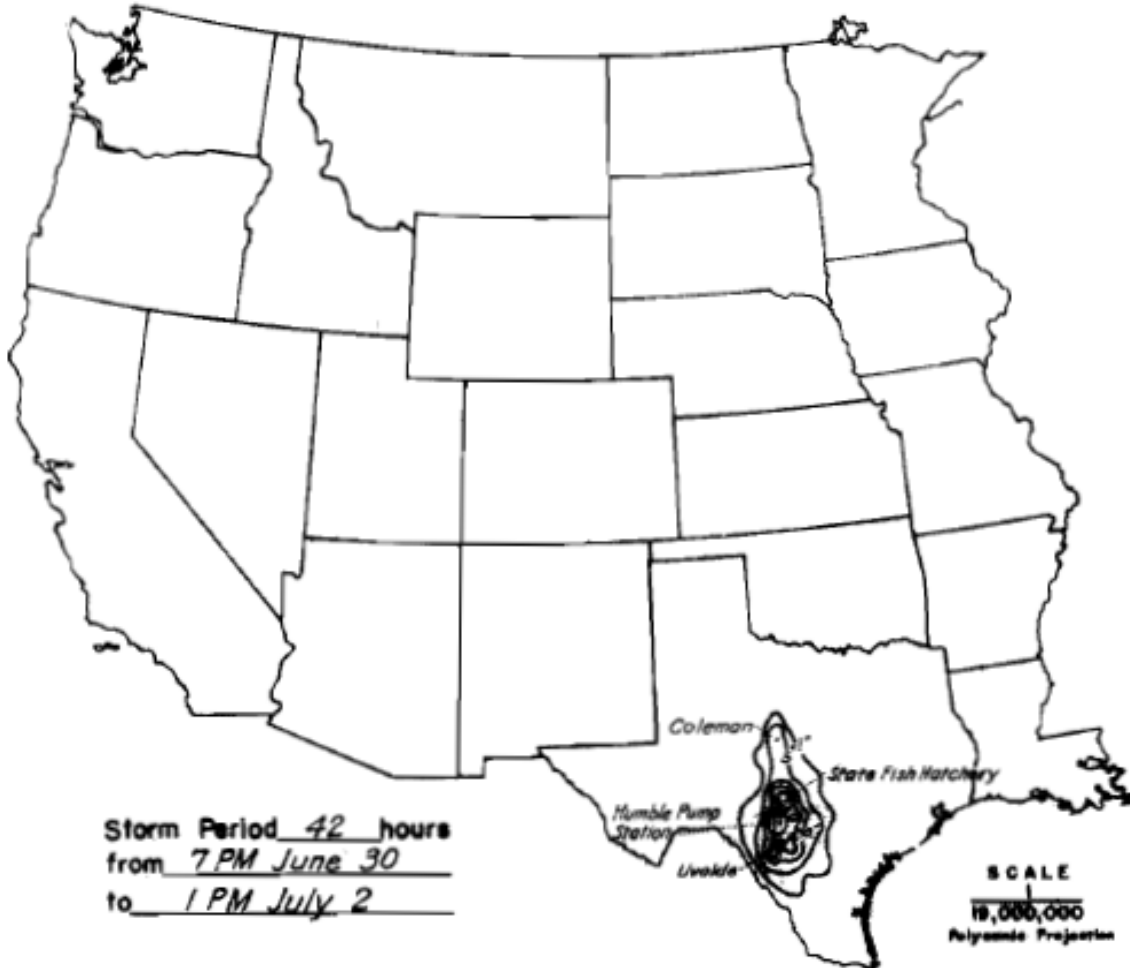 Coleman
State Fish Hatchery
Humble Pump
Station
Uvalde
Storm Period 42 hours
from 7 PM June 30
to 1 PM July 2
SCALE
1
19,000,000
Polyconic Projection